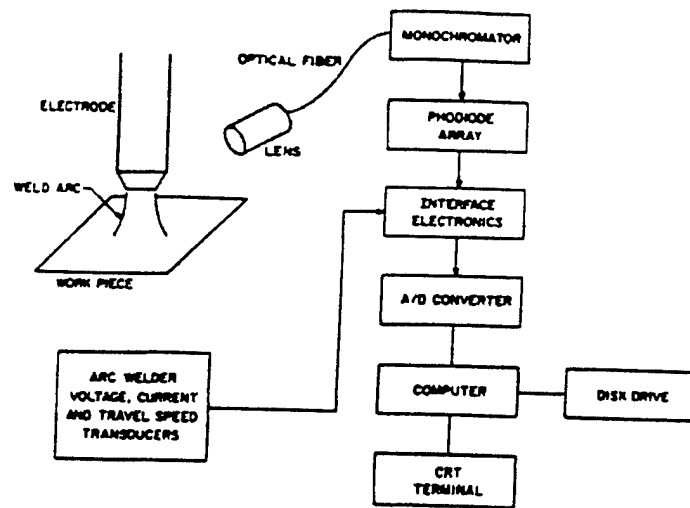 MONOCHROMATOR
OPTICAL FIBER
ELECTRODE
PHODIODE
ARRAY
LENS
WELD ARC
INTERFACE
ELECTRONICS
WORK PIECE
A/D CONVERTER
ARC WELDER
VOLTAGE, CURRENT
AND TRAVEL SPEED
TRANSDUCERS
COMPUTER
DISK DRIVE
CRT
TERMINAL